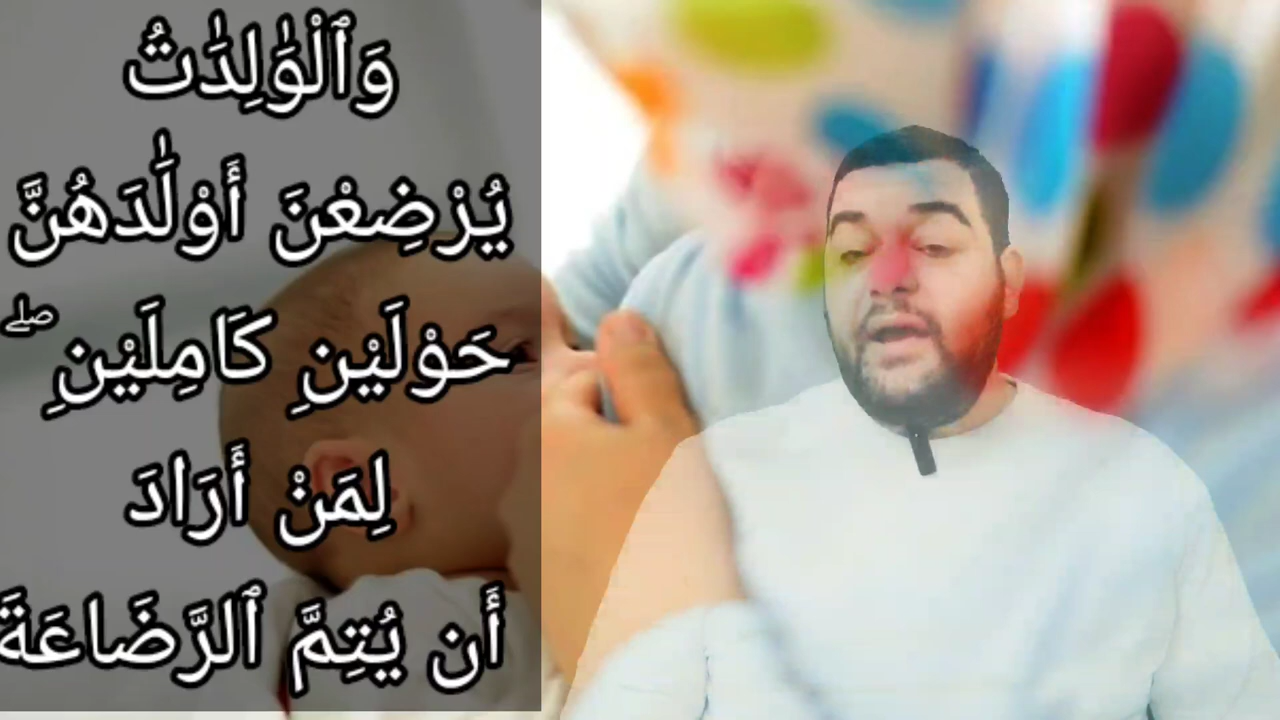 وَٱلْوَٰلِدَٰتُ
يُرْضِعْنَ أَوْلَٰدَهُنَّ
حَوْلَيْنِ كَامِلَيْنِ ۖ
لِمَنْ أَرَادَ
أَن يُتِمَّ ٱلرَّضَاعَةَ